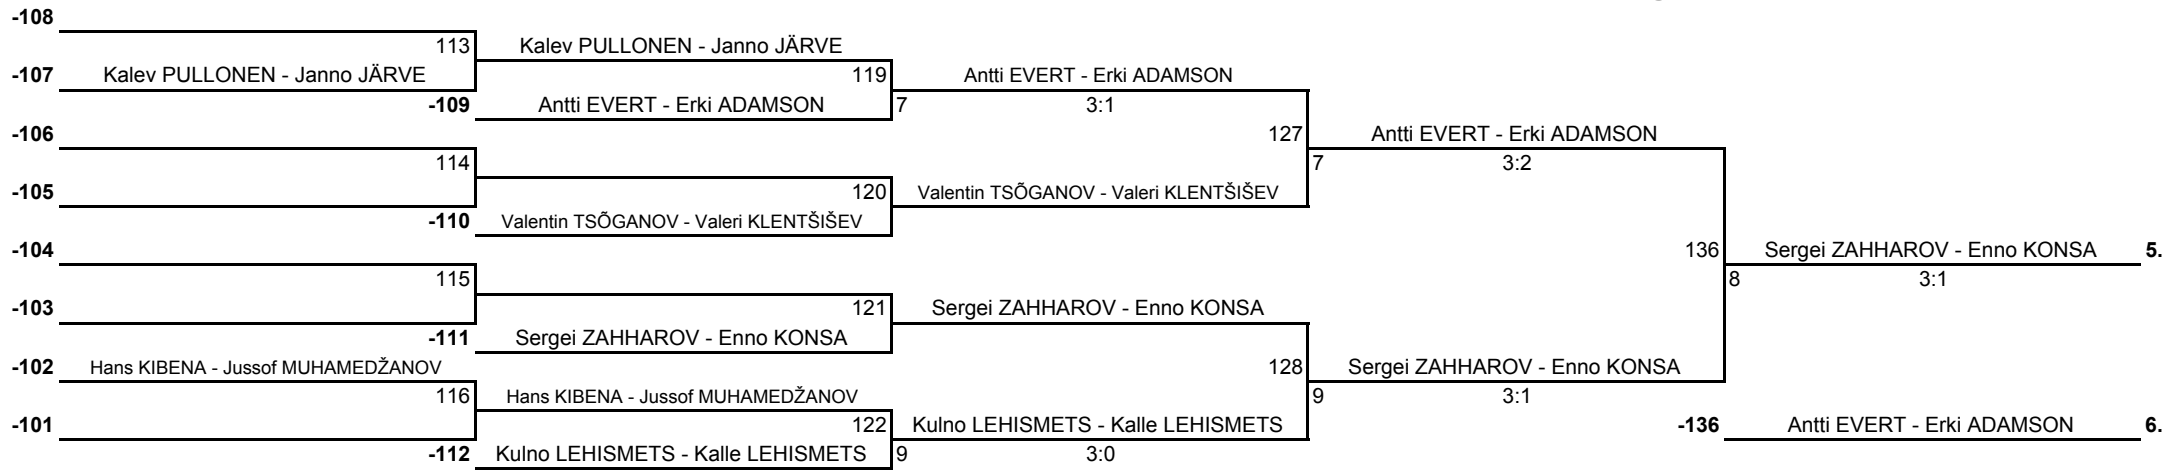 -108
113 Kalev PULLONEN - Janno JÄRVE
-107 Kalev PULLONEN - Janno JÄRVE 119 Antti EVERT - Erki ADAMSON
-109 Antti EVERT - Erki ADAMSON 7 3:1
-106 127 Antti EVERT - Erki ADAMSON
114 7 3:2
-105 120 Valentin TSÕGANOV - Valeri KLENTŠIŠEV
-110 Valentin TSÕGANOV - Valeri KLENTŠIŠEV
-104 136 Sergei ZAHHAROV - Enno KONSA 5.
115 8 3:1
-103 121 Sergei ZAHHAROV - Enno KONSA
-111 Sergei ZAHHAROV - Enno KONSA
-102 Hans KIBENA - Jussof MUHAMEDŽANOV 128 Sergei ZAHHAROV - Enno KONSA
116 Hans KIBENA - Jussof MUHAMEDŽANOV 9 3:1
-101 122 Kulno LEHISMETS - Kalle LEHISMETS -136 Antti EVERT - Erki ADAMSON 6.
-112 Kulno LEHISMETS - Kalle LEHISMETS 9 3:0